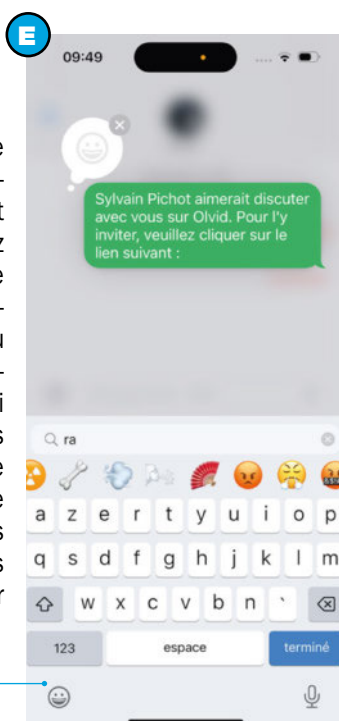 E
09:49
Sylvain Pichot aimerait discuter
avec vous sur Olvid. Pour l'y
inviter, veuillez cliquer sur le
lien suivant :
ra
a z e r t y u i o p
q s d f g h j k l m
w x c v b n `
123 espace terminé